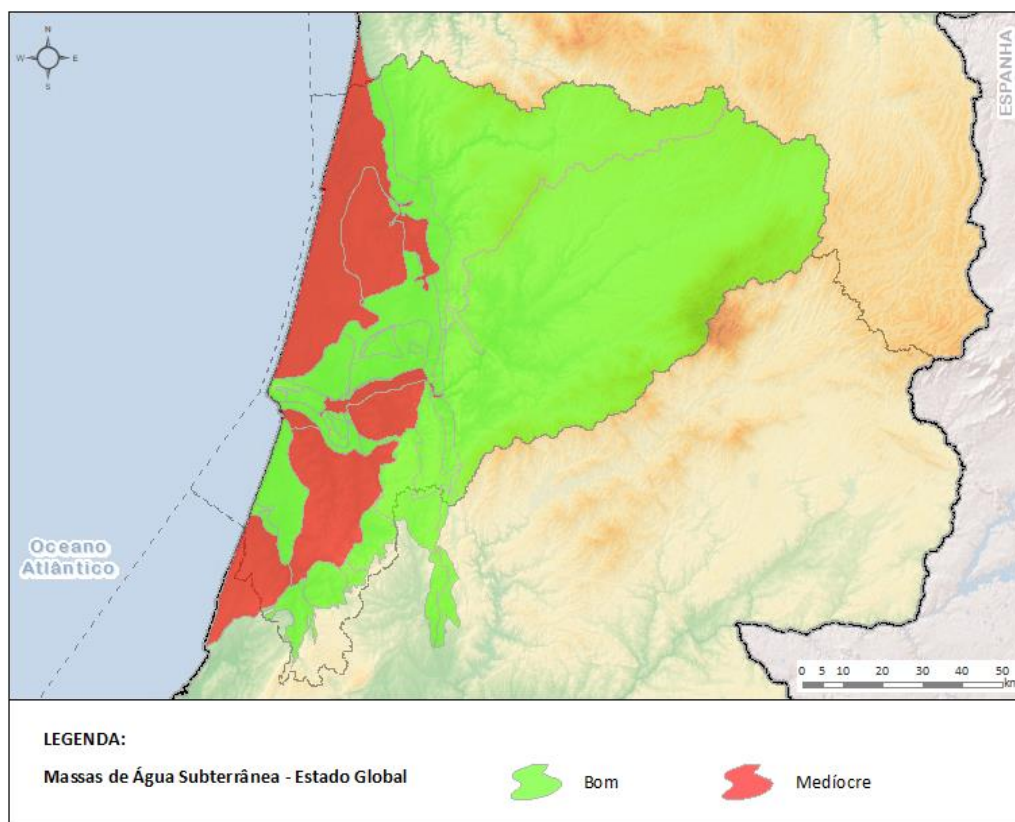 N
W E
S
ESPANHA
Oceano
Atlântico
0 5 10 20 30 40 50
km
LEGENDA:
Massas de Água Subterrânea - Estado Global
Bom
Medíocre